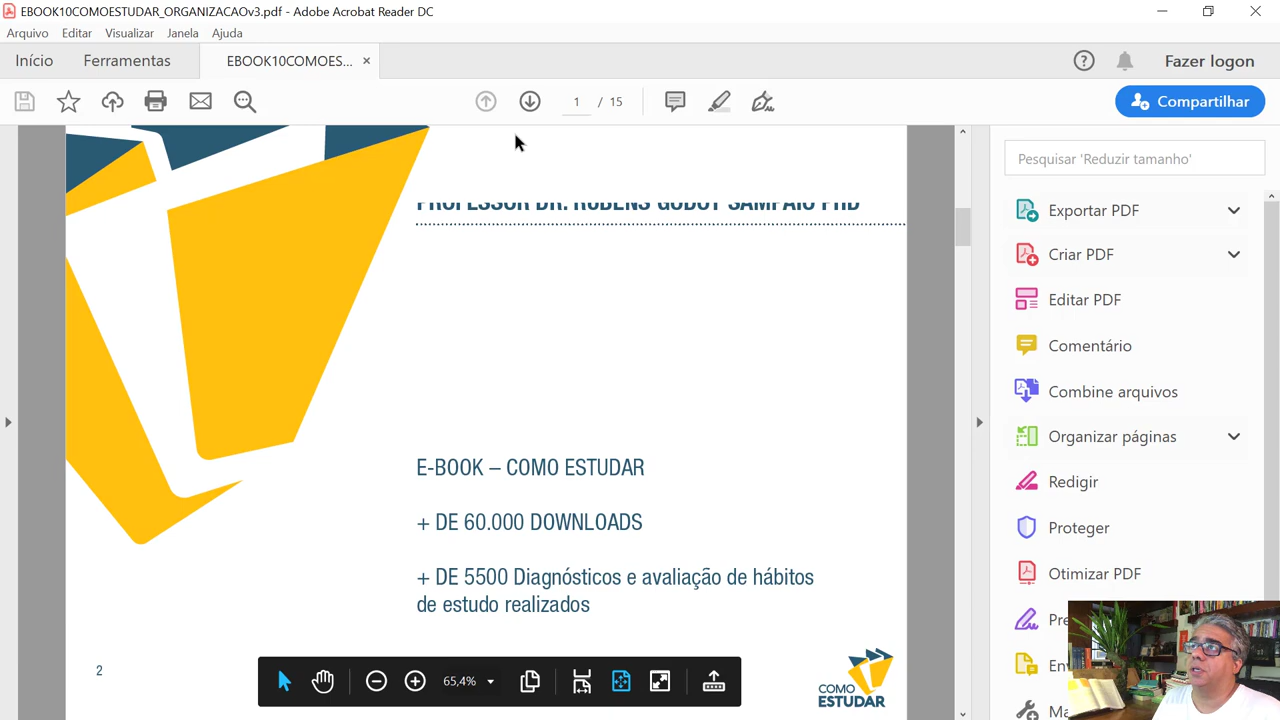 EBOOK10COMOESTUDAR_ORGANIZACAOv3.pdf - Adobe Acrobat Reader DC
Arquivo Editar Visualizar Janela Ajuda
Início Ferramentas EBOOK10COMOES... × Fazer logon
1 / 15 Compartilhar
Pesquisar 'Reduzir tamanho'
PROFESSOR DR. RUBENS GODOY SAMPAIO PHD
Exportar PDF
Criar PDF
Editar PDF
Comentário
Combine arquivos
Organizar páginas
Redigir
Proteger
Otimizar PDF
E-BOOK – COMO ESTUDAR
+ DE 60.000 DOWNLOADS
+ DE 5500 Diagnósticos e avaliação de hábitos
de estudo realizados
2
65,4%
COMO
ESTUDAR